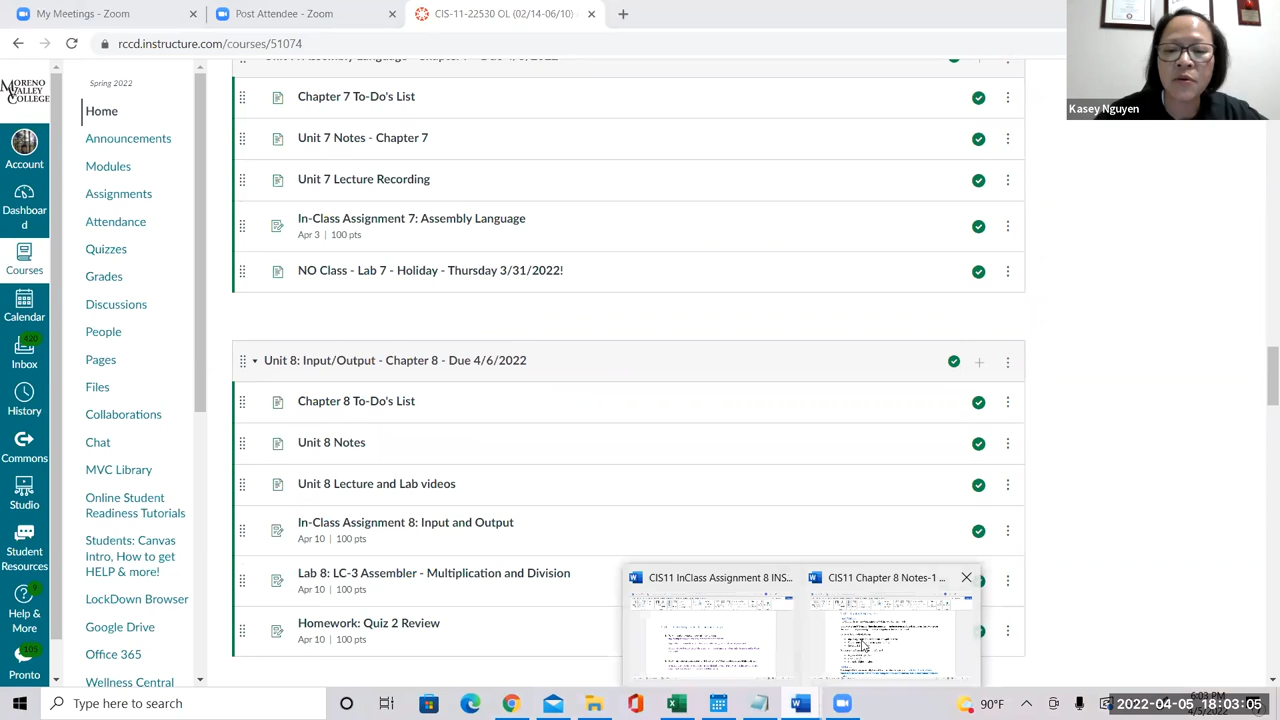 My Meetings - Zoom
Post Attendee - Zoom
CIS-11-22530 OL (02/14-06/10)
rccd.instructure.com/courses/51074
Kasey Nguyen
MORENO
VALLEY
COLLEGE
Account
Dashboar
d
Courses
Calendar
420
Inbox
History
Commons
Studio
Student
Resources
Help &
More
105
Pronto
Spring 2022
Home
Announcements
Modules
Assignments
Attendance
Quizzes
Grades
Discussions
People
Pages
Files
Collaborations
Chat
MVC Library
Online Student
Readiness Tutorials
Students: Canvas
Intro, How to get
HELP & more!
LockDown Browser
Google Drive
Office 365
Wellness Central
Chapter 7 To-Do's List
Unit 7 Notes - Chapter 7
Unit 7 Lecture Recording
In-Class Assignment 7: Assembly Language
Apr 3 | 100 pts
NO Class - Lab 7 - Holiday - Thursday 3/31/2022!
Unit 8: Input/Output - Chapter 8 - Due 4/6/2022
Chapter 8 To-Do's List
Unit 8 Notes
Unit 8 Lecture and Lab videos
In-Class Assignment 8: Input and Output
Apr 10 | 100 pts
Lab 8: LC-3 Assembler - Multiplication and Division
Apr 10 | 100 pts
Homework: Quiz 2 Review
Apr 10 | 100 pts
CIS11 InClass Assignment 8 INS...
CIS11 Chapter 8 Notes-1 ...
Type here to search
90°F
6:03 PM
4/5/2022
2022-04-05 18:03:05